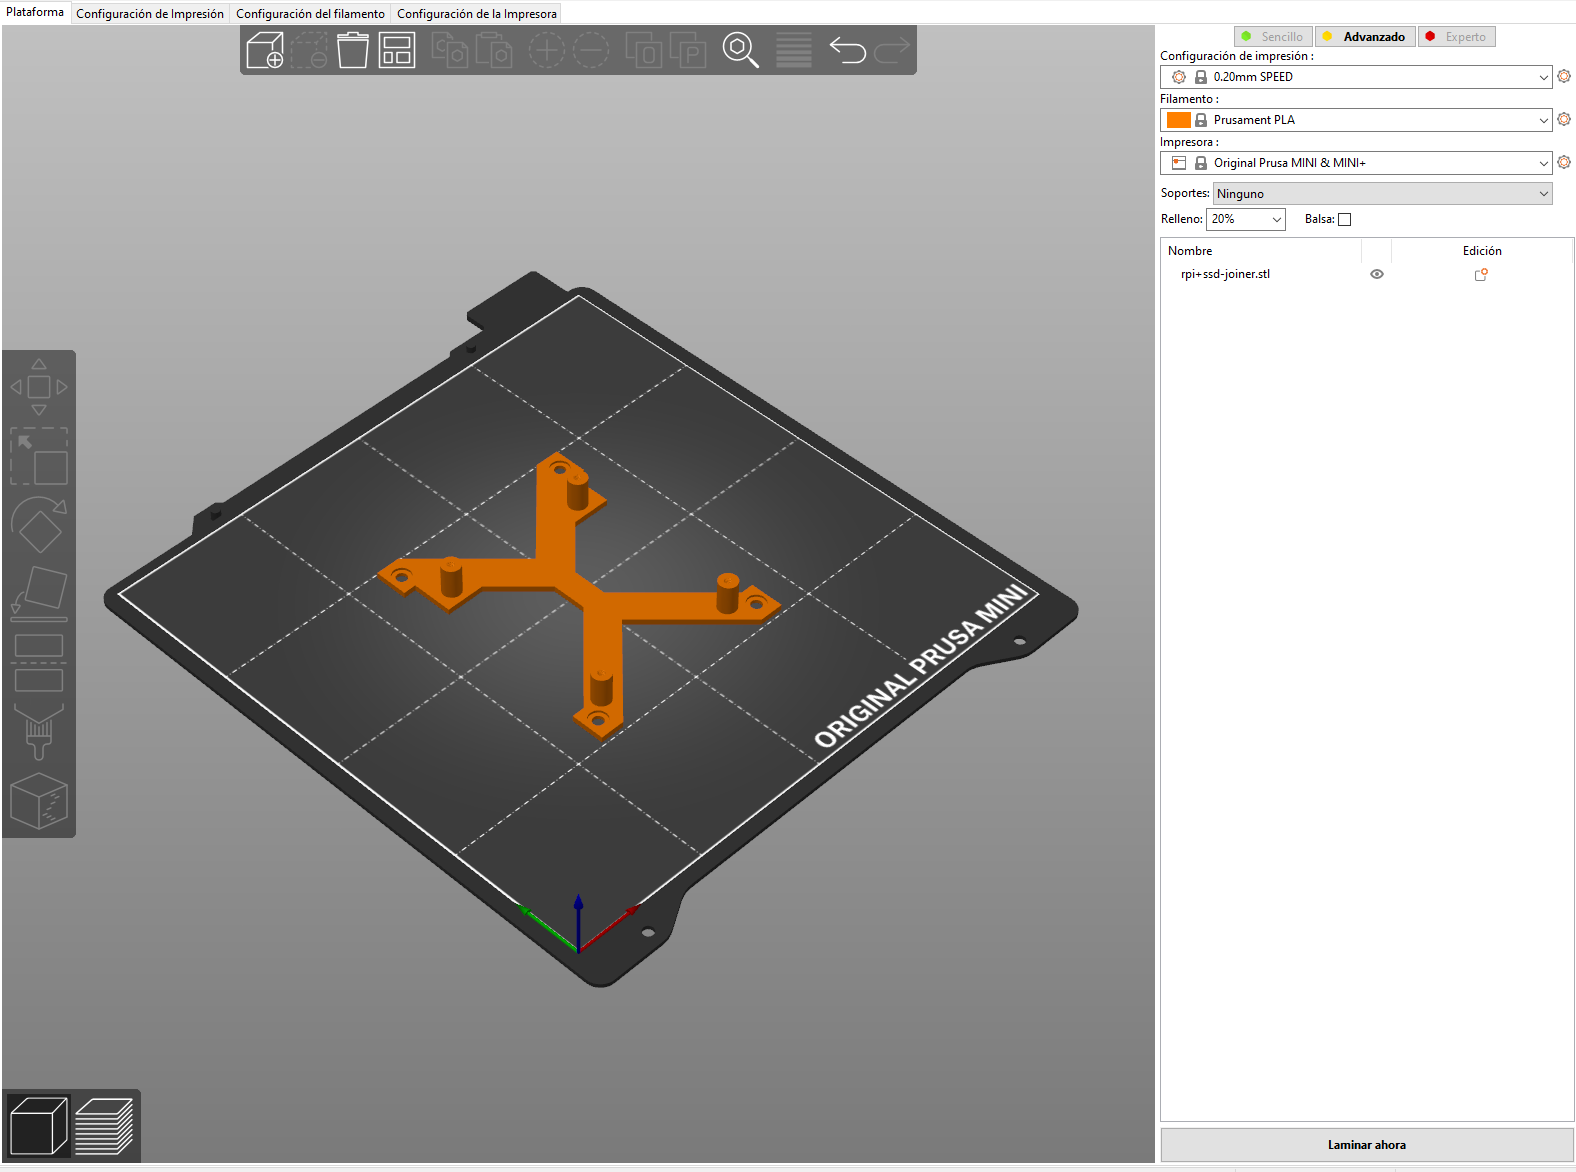 Plataforma
Configuración de Impresión
Configuración del filamento
Configuración de la Impresora
Sencillo
Avanzado
Experto
Configuración de impresión :
0.20mm SPEED
Filamento :
Prusament PLA
Impresora :
Original Prusa MINI & MINI+
Soportes: Ninguno
Relleno: 20% Balsa:
Nombre Edición
rpi+ssd-joiner.stl
ORIGINAL PRUSA MINI
Laminar ahora